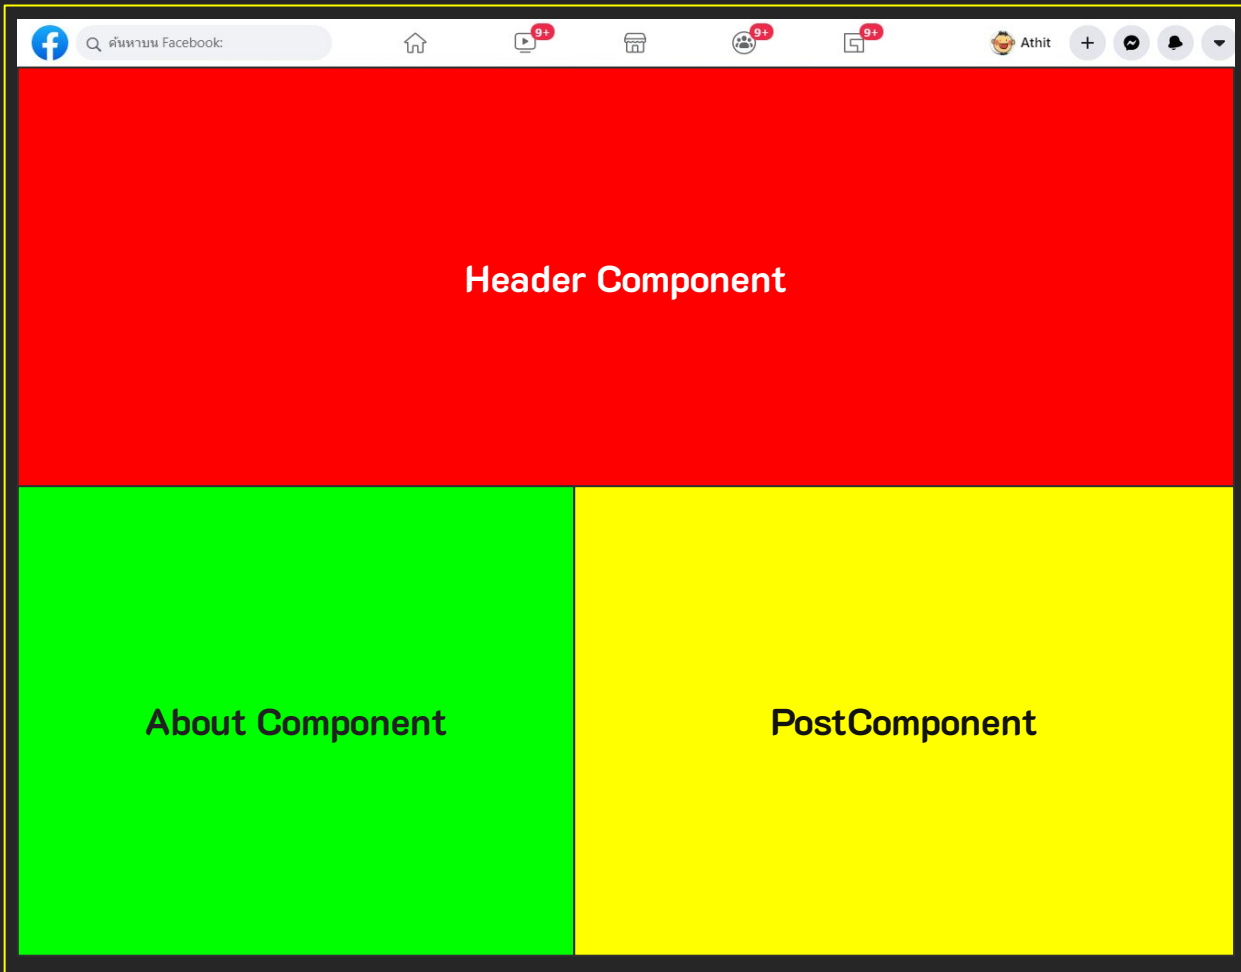 ค้นหาบน Facebook:
9+
9+
9+
Athit
Header Component
About Component
PostComponent